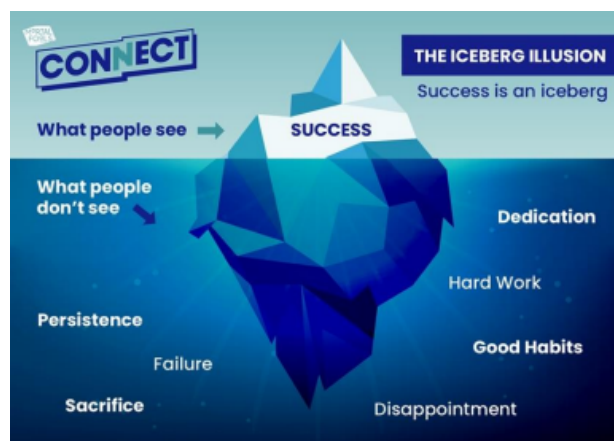 CONNECT
THE ICEBERG ILLUSION
Success is an iceberg
What people see
SUCCESS
What people
don't see
Dedication
Hard Work
Persistence
Good Habits
Failure
Sacrifice
Disappointment